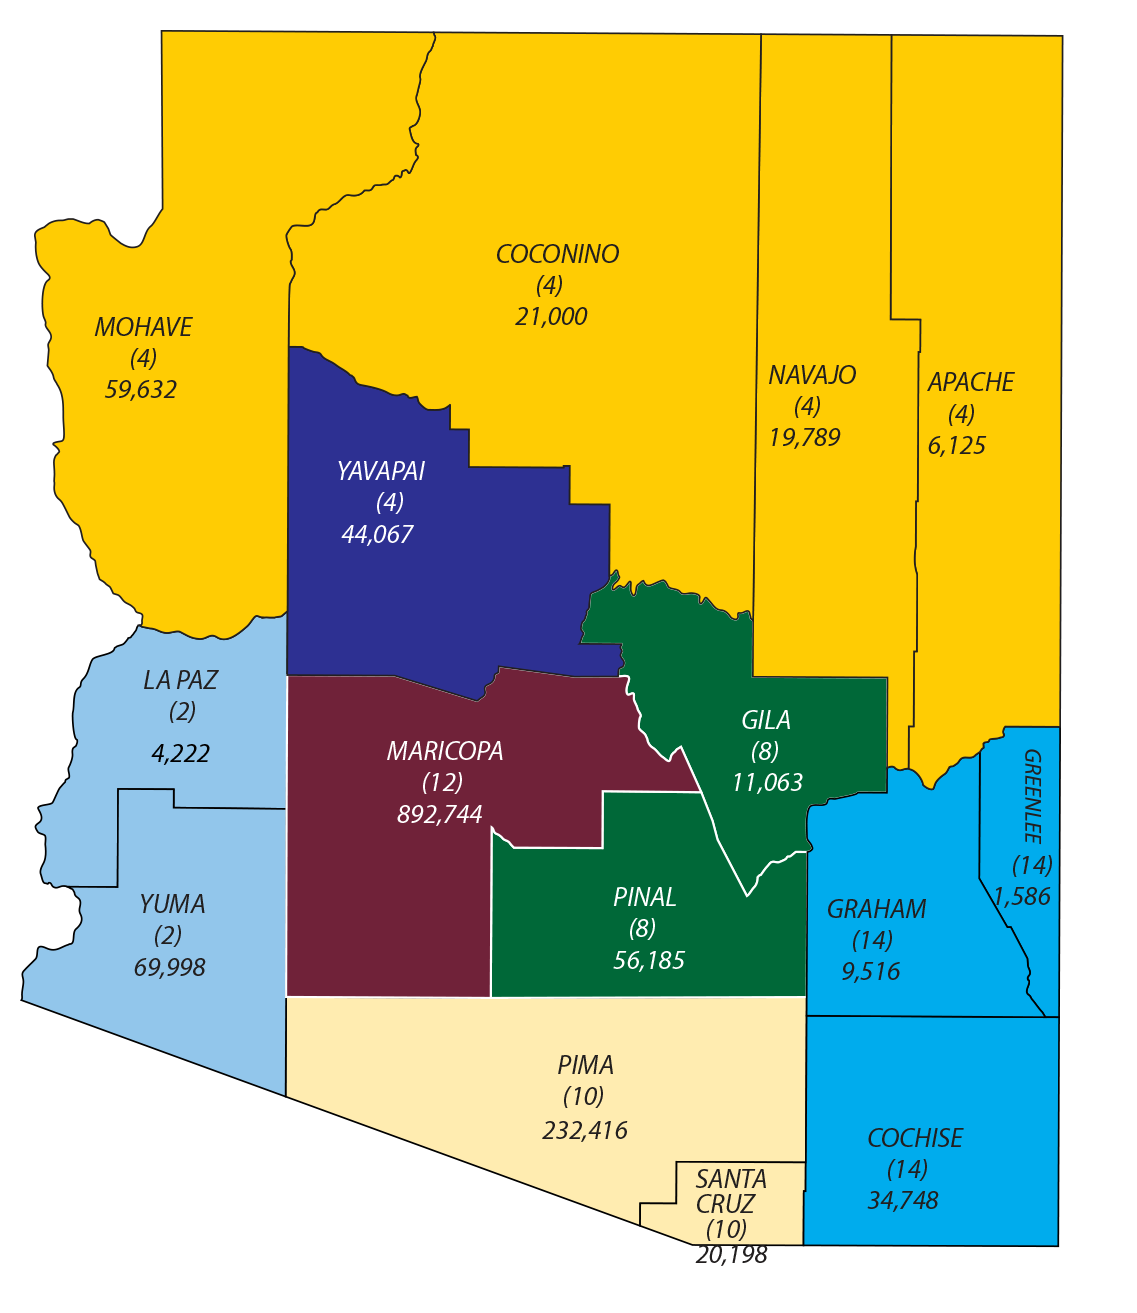 COCONINO
(4)
21,000
MOHAVE
(4)
59,632
NAVAJO
(4)
19,789
APACHE
(4)
6,125
YAVAPAI
(4)
44,067
LA PAZ
(2)
4,222
GILA
(8)
11,063
MARICOPA
(12)
892,744
GREENLEE
(14)
1,586
YUMA
(2)
69,998
PINAL
(8)
56,185
GRAHAM
(14)
9,516
PIMA
(10)
232,416
COCHISE
(14)
34,748
SANTA
CRUZ
(10)
20,198